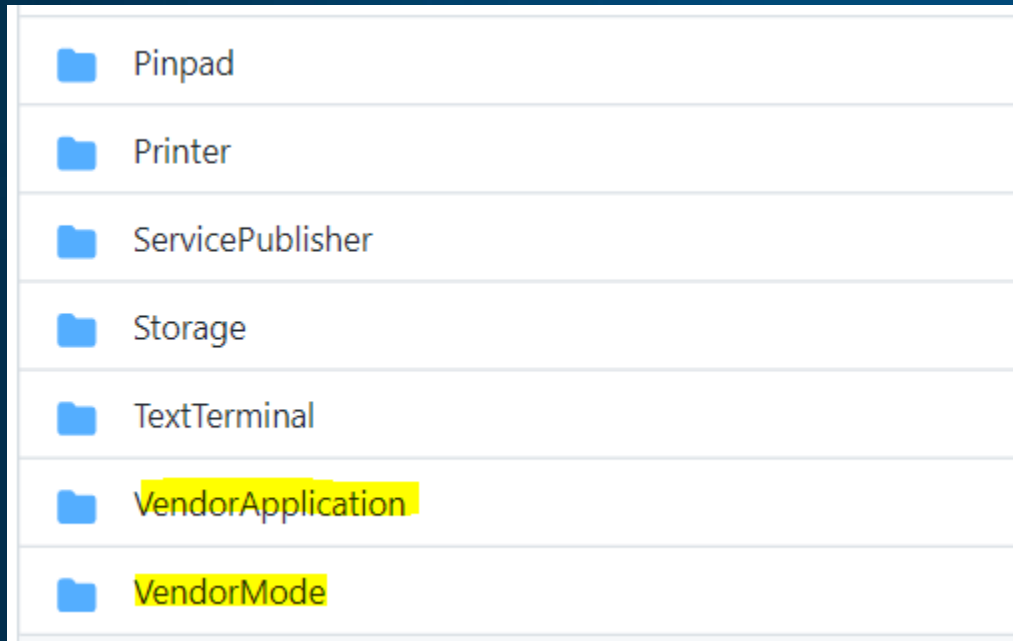 Pinpad
Printer
ServicePublisher
Storage
TextTerminal
VendorApplication
VendorMode